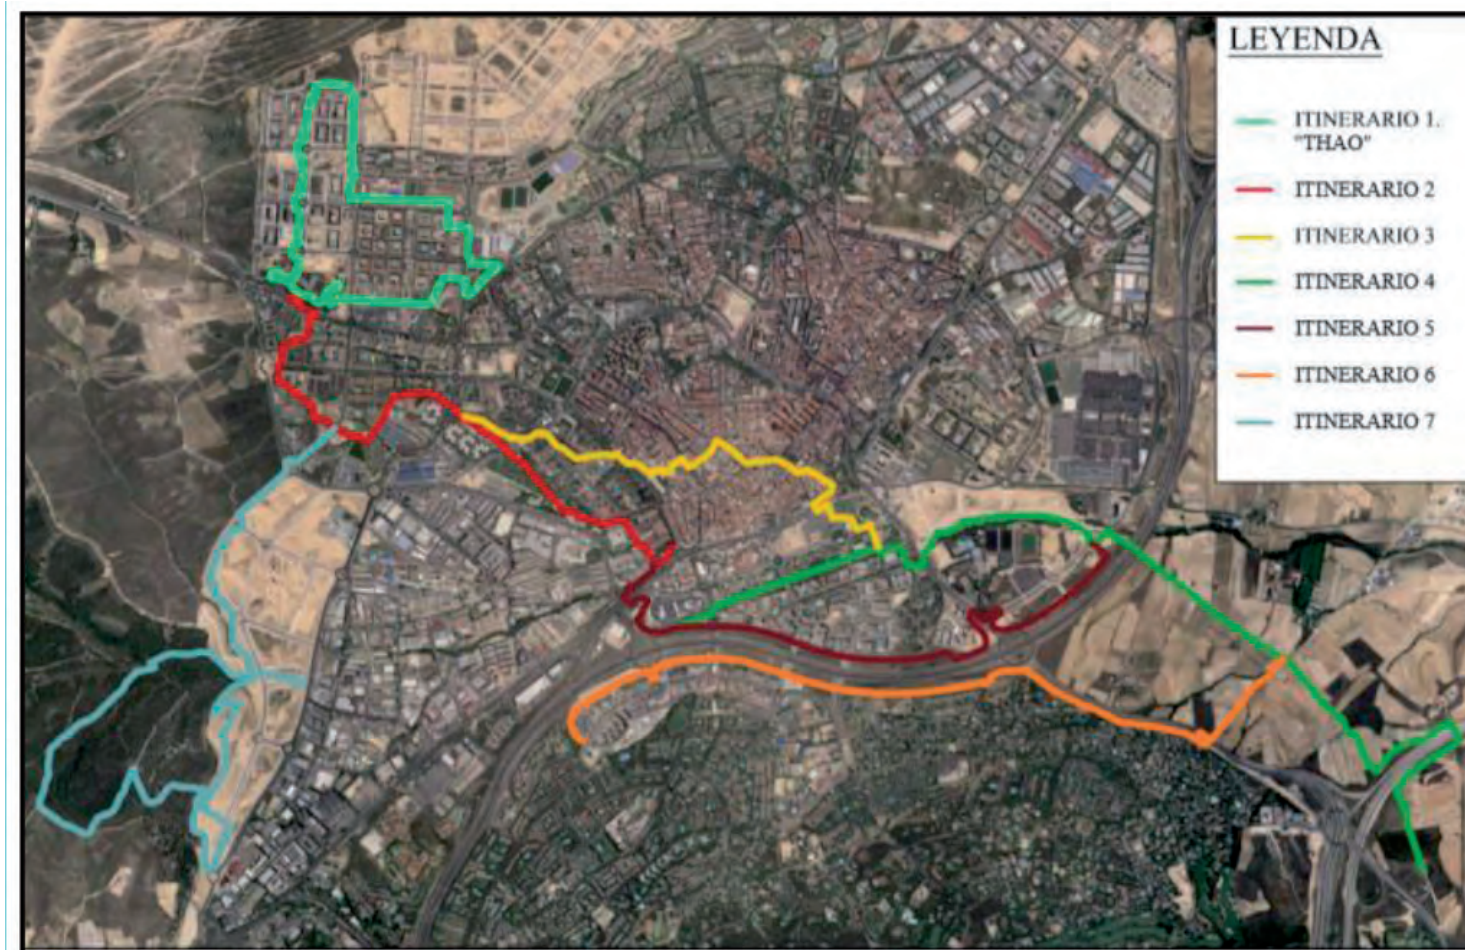 LEYENDA
ITINERARIO 1.
"THAO"
ITINERARIO 2
ITINERARIO 3
ITINERARIO 4
ITINERARIO 5
ITINERARIO 6
ITINERARIO 7